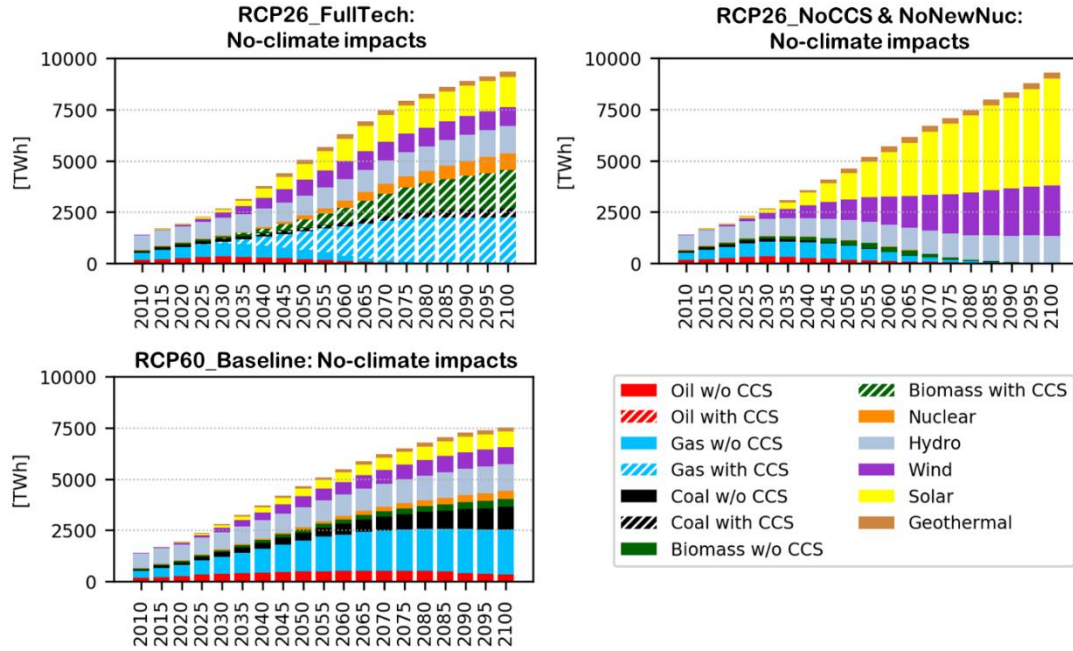 RCP26_FullTech:
No-climate impacts
10000
7500
5000
2500
0
[TWh]
2010 2015 2020 2025 2030 2035 2040 2045 2050 2055 2060 2065 2070 2075 2080 2085 2090 2095 2100
RCP26_NoCCS & NoNewNuc:
No-climate impacts
10000
7500
5000
2500
0
[TWh]
2010 2015 2020 2025 2030 2035 2040 2045 2050 2055 2060 2065 2070 2075 2080 2085 2090 2095 2100
RCP60_Baseline: No-climate impacts
10000
7500
5000
2500
0
[TWh]
2010 2015 2020 2025 2030 2035 2040 2045 2050 2055 2060 2065 2070 2075 2080 2085 2090 2095 2100
Oil w/o CCS
Oil with CCS
Gas w/o CCS
Gas with CCS
Coal w/o CCS
Coal with CCS
Biomass w/o CCS
Biomass with CCS
Nuclear
Hydro
Wind
Solar
Geothermal